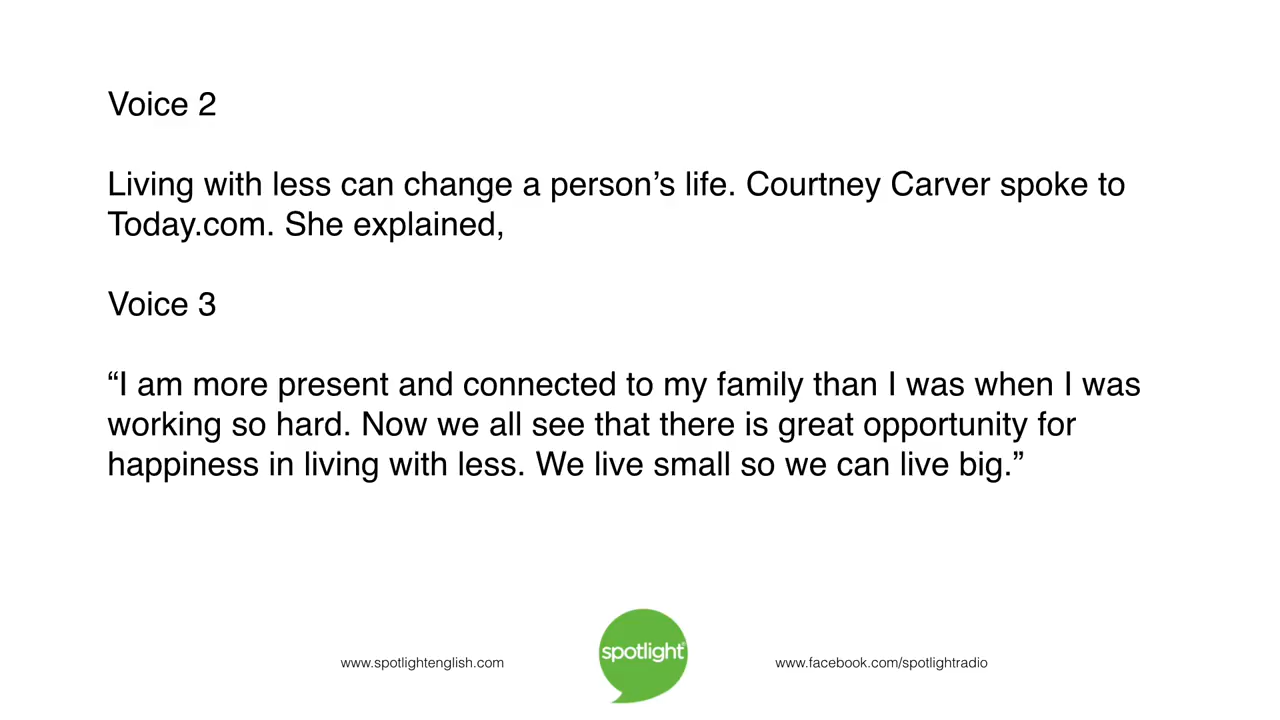 Voice 2
Living with less can change a person’s life. Courtney Carver spoke to
Today.com. She explained,
Voice 3
“I am more present and connected to my family than I was when I was
working so hard. Now we all see that there is great opportunity for
happiness in living with less. We live small so we can live big.”
www.spotlightenglish.com
spotlight
www.facebook.com/spotlightradio